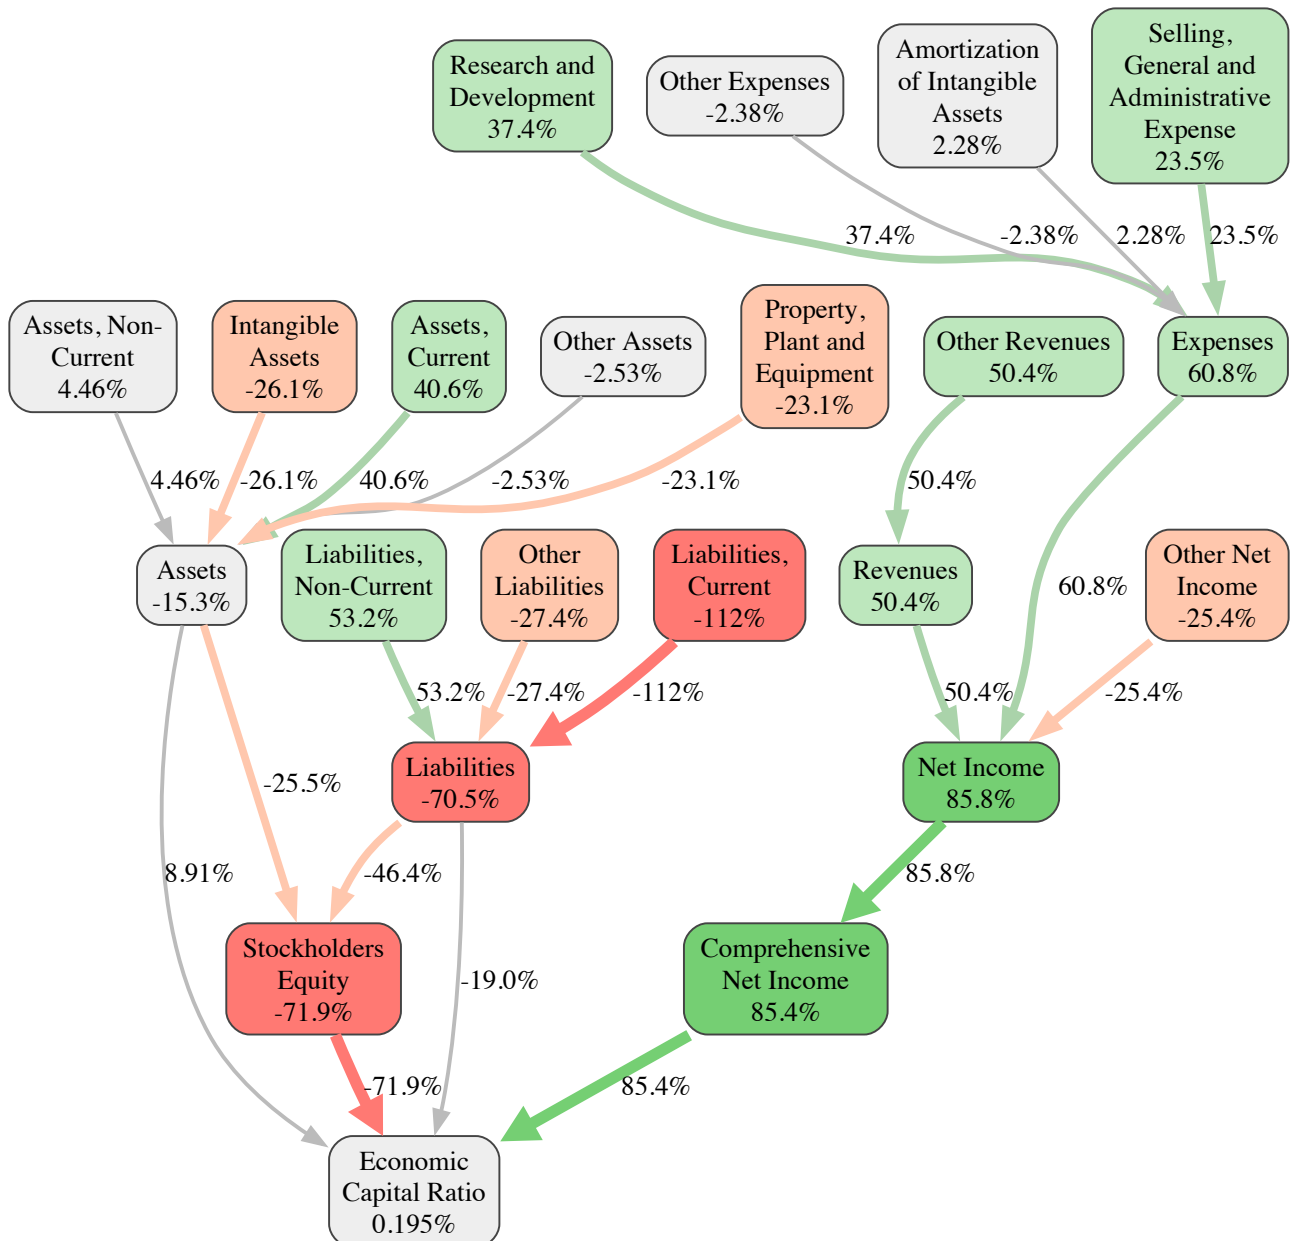 Research and
Development
37.4%
Other Expenses
-2.38%
Amortization
of Intangible
Assets
2.28%
Selling,
General and
Administrative
Expense
23.5%
37.4%
-2.38%
2.28%
23.5%
Assets, Non-
Current
4.46%
Intangible
Assets
-26.1%
Assets,
Current
40.6%
Other Assets
-2.53%
Property,
Plant and
Equipment
-23.1%
Other Revenues
50.4%
Expenses
60.8%
4.46%
-26.1%
40.6%
-2.53%
-23.1%
50.4%
Assets
-15.3%
Liabilities,
Non-Current
53.2%
Other
Liabilities
-27.4%
Liabilities,
Current
-112%
Revenues
50.4%
60.8%
Other Net
Income
-25.4%
53.2%
-27.4%
-112%
50.4%
-25.4%
-25.5%
Liabilities
-70.5%
Net Income
85.8%
8.91%
-46.4%
85.8%
Stockholders
Equity
-71.9%
-19.0%
Comprehensive
Net Income
85.4%
-71.9%
85.4%
Economic
Capital Ratio
0.195%